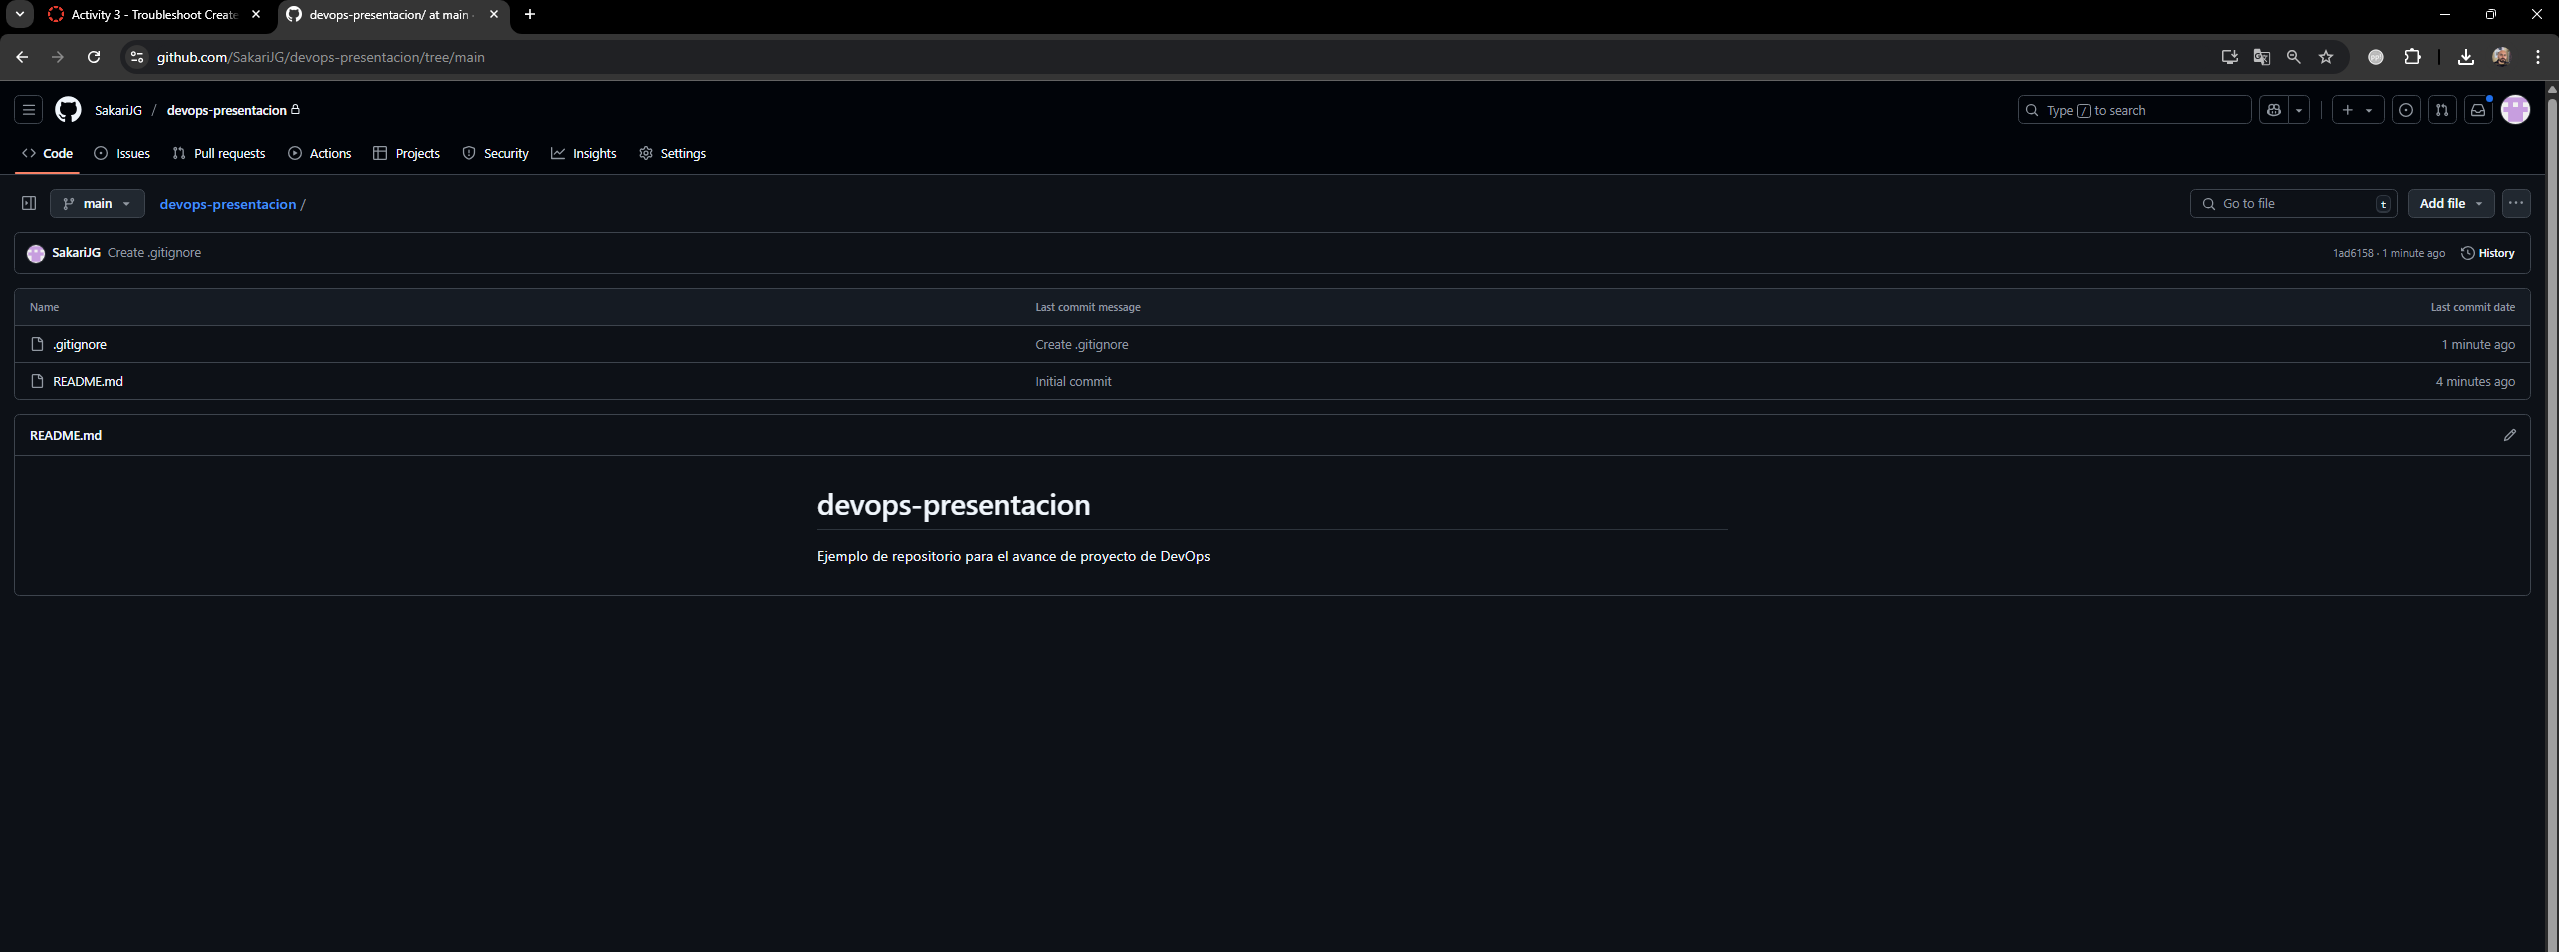 Activity 3 - Troubleshoot Create
devops-presentacion/ at main ·
github.com/SakariJG/devops-presentacion/tree/main
SakariJG / devops-presentacion
Type / to search
Code Issues Pull requests Actions Projects Security Insights Settings
main devops-presentacion /
Go to file t Add file
SakariJG Create .gitignore 1ad6158 · 1 minute ago History
Name Last commit message Last commit date
.gitignore Create .gitignore 1 minute ago
README.md Initial commit 4 minutes ago
README.md
devops-presentacion
Ejemplo de repositorio para el avance de proyecto de DevOps